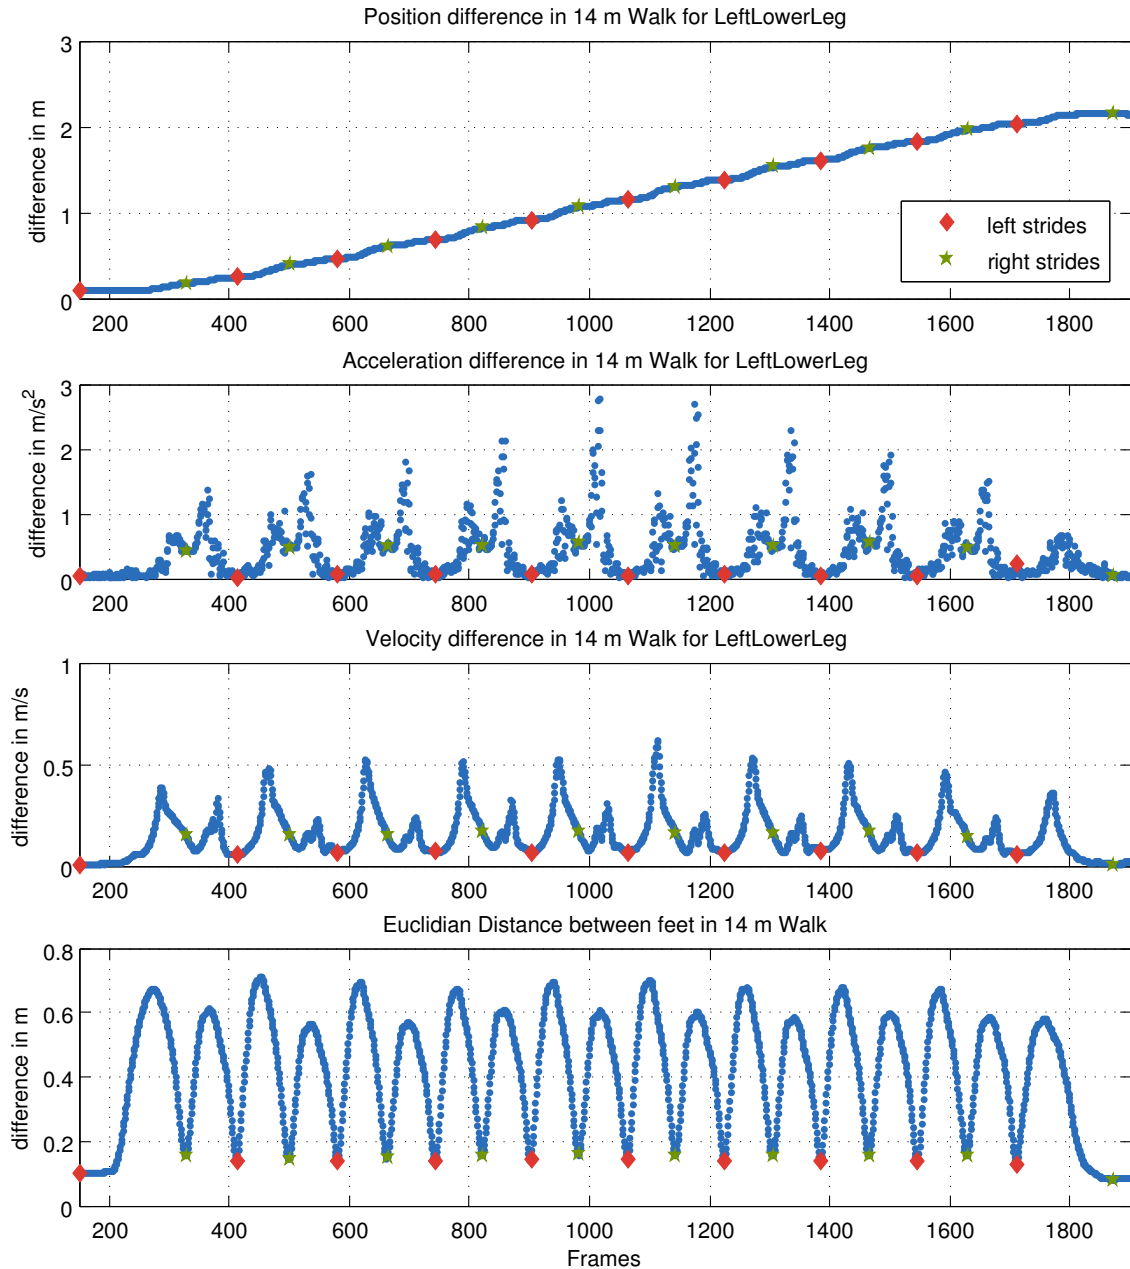 Position difference in 14 m Walk for LeftLowerLeg
3
2
1
0
difference in m
left strides
right strides
200 400 600 800 1000 1200 1400 1600 1800
Acceleration difference in 14 m Walk for LeftLowerLeg
3
2
1
0
difference in m/s²
200 400 600 800 1000 1200 1400 1600 1800
Velocity difference in 14 m Walk for LeftLowerLeg
1
0.5
0
difference in m/s
200 400 600 800 1000 1200 1400 1600 1800
Euclidian Distance between feet in 14 m Walk
0.8
0.6
0.4
0.2
0
difference in m
200 400 600 800 1000 1200 1400 1600 1800
Frames